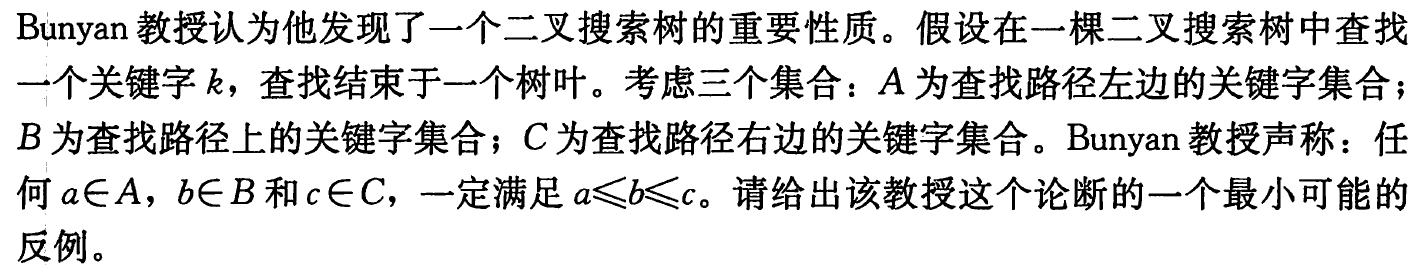 Bunyan 教授认为他发现了一个二叉搜索树的重要性质。假设在一棵二叉搜索树中查找
一个关键字 k，查找结束于一个树叶。考虑三个集合：A 为查找路径左边的关键字集合；
B 为查找路径上的关键字集合；C 为查找路径右边的关键字集合。Bunyan 教授声称：任
何 a∈A，b∈B 和 c∈C，一定满足 a⩽b⩽c。请给出该教授这个论断的一个最小可能的
反例。